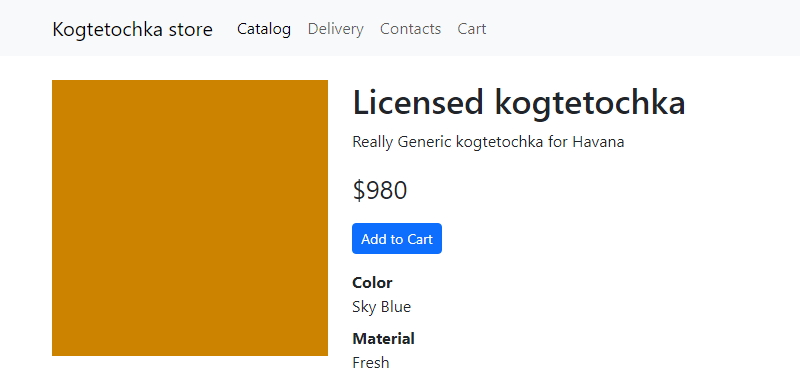 Kogtetochka store Catalog Delivery Contacts Cart
Licensed kogtetochka
Really Generic kogtetochka for Havana
$980
Add to Cart
Color
Sky Blue
Material
Fresh